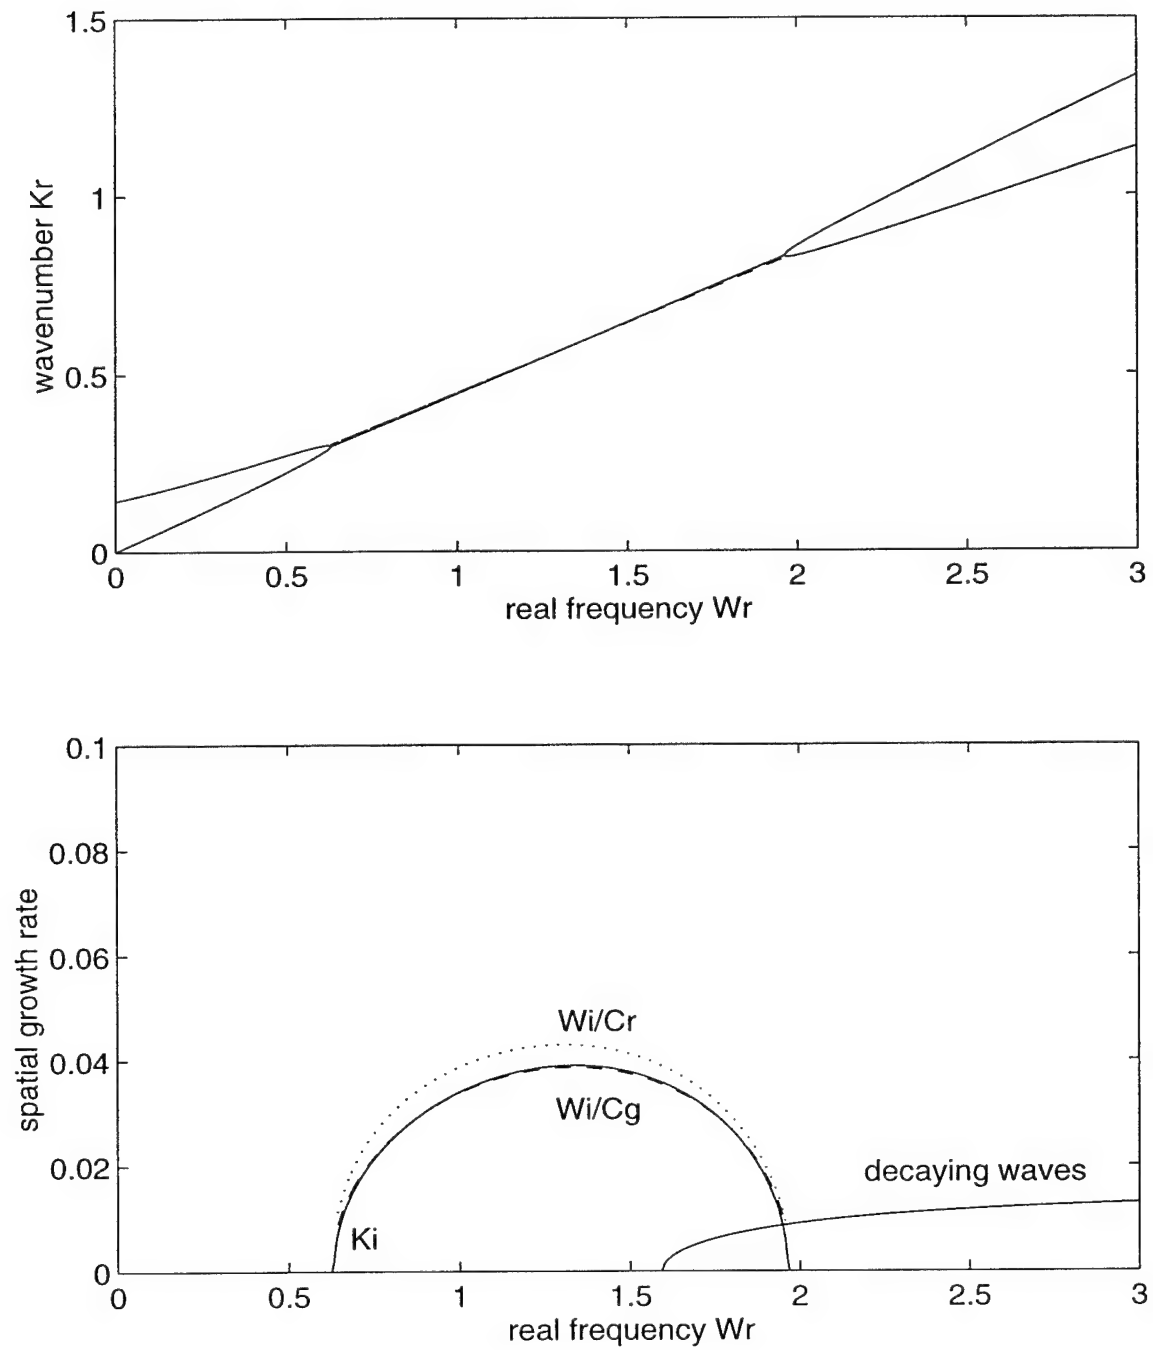 1.5
1
0.5
0
wavenumber Kr
0 0.5 1 1.5 2 2.5 3
real frequency Wr
0.1
0.08
0.06
0.04
0.02
0
spatial growth rate
Wi/Cr
Wi/Cg
decaying waves
Ki
0 0.5 1 1.5 2 2.5 3
real frequency Wr